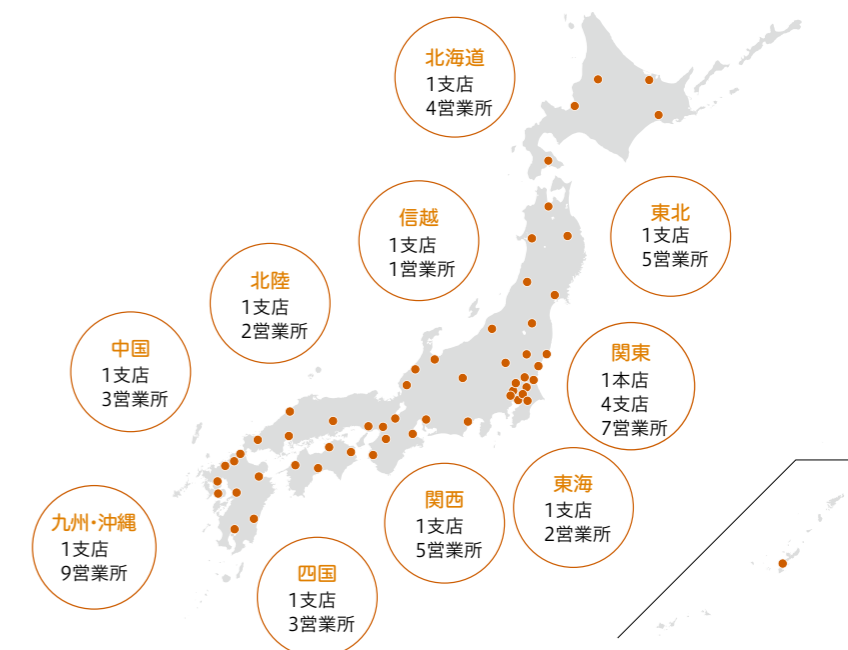 北海道
1支店
4営業所
東北
1支店
5営業所
信越
1支店
1営業所
北陸
1支店
2営業所
中国
1支店
3営業所
関東
1本店
4支店
7営業所
東海
1支店
2営業所
関西
1支店
5営業所
九州・沖縄
1支店
9営業所
四国
1支店
3営業所